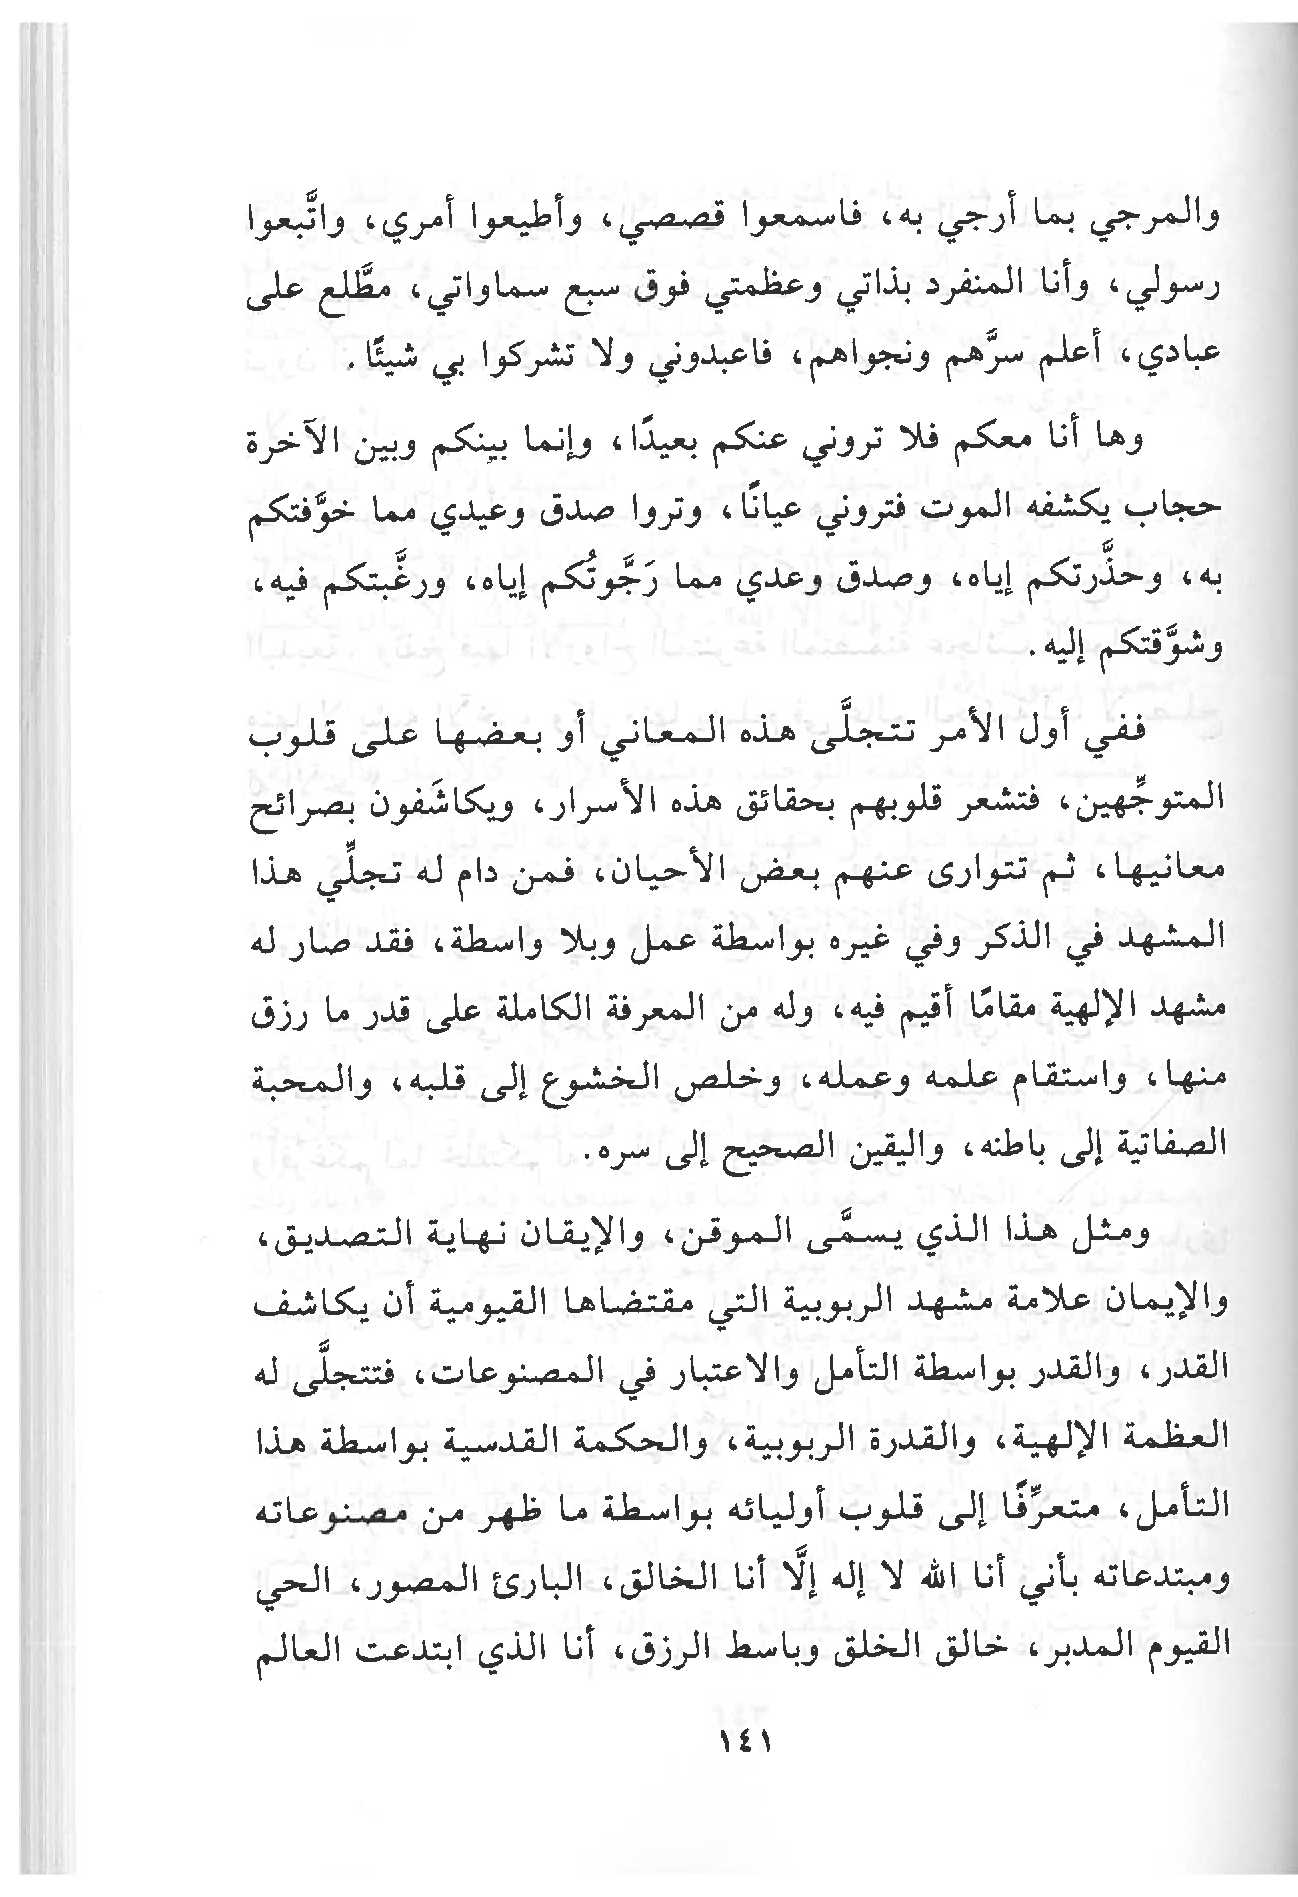 والمرجي بما أرجي به، فاسمعوا قصصي، وأطيعوا أمري، واتَّبعوا
رسولي، وأنا المنفرد بذاتي وعظمتي فوق سبع سماواتي، مطَّلع على
عبادي، أعلم سرَّهم ونجواهم، فاعبدوني ولا تشركوا بي شيئًا.
وها أنا معكم فلا تروني عنكم بعيدًا، وإنما بينكم وبين الآخرة
حجاب يكشفه الموت فتروني عيانًا، وتروا صدق وعيدي مما خوَّفتكم
به، وحذَّرتكم إياه، وصدق وعدي مما رَجَّوتُكم إياه، ورغَّبتكم فيه،
وشوَّقتكم إليه.
ففي أول الأمر تتجلَّى هذه المعاني أو بعضها على قلوب
المتوجِّهين، فتشعر قلوبهم بحقائق هذه الأسرار، ويكاشَفون بصرائح
معانيها، ثم تتوارى عنهم بعض الأحيان، فمن دام له تجلِّي هذا
المشهد في الذكر وفي غيره بواسطة عمل وبلا واسطة، فقد صار له
مشهد الإلهية مقامًا أقيم فيه، وله من المعرفة الكاملة على قدر ما رزق
منها، واستقام علمه وعمله، وخلص الخشوع إلى قلبه، والمحبة
الصفاتية إلى باطنه، واليقين الصحيح إلى سره.
ومثل هذا الذي يسمَّى الموقن، والإيقان نهاية التصديق،
والإيمان علامة مشهد الربوبية التي مقتضاها القيومية أن يكاشف
القدر، والقدر بواسطة التأمل والاعتبار في المصنوعات، فتتجلَّى له
العظمة الإلهية، والقدرة الربوبية، والحكمة القدسية بواسطة هذا
التأمل، متعرِّفًا إلى قلوب أوليائه بواسطة ما ظهر من مصنوعاته
ومبتدعاته بأني أنا الله لا إله إلَّا أنا الخالق، البارئ المصور، الحي
القيوم المدبر، خالق الخلق وباسط الرزق، أنا الذي ابتدعت العالم
١٤١